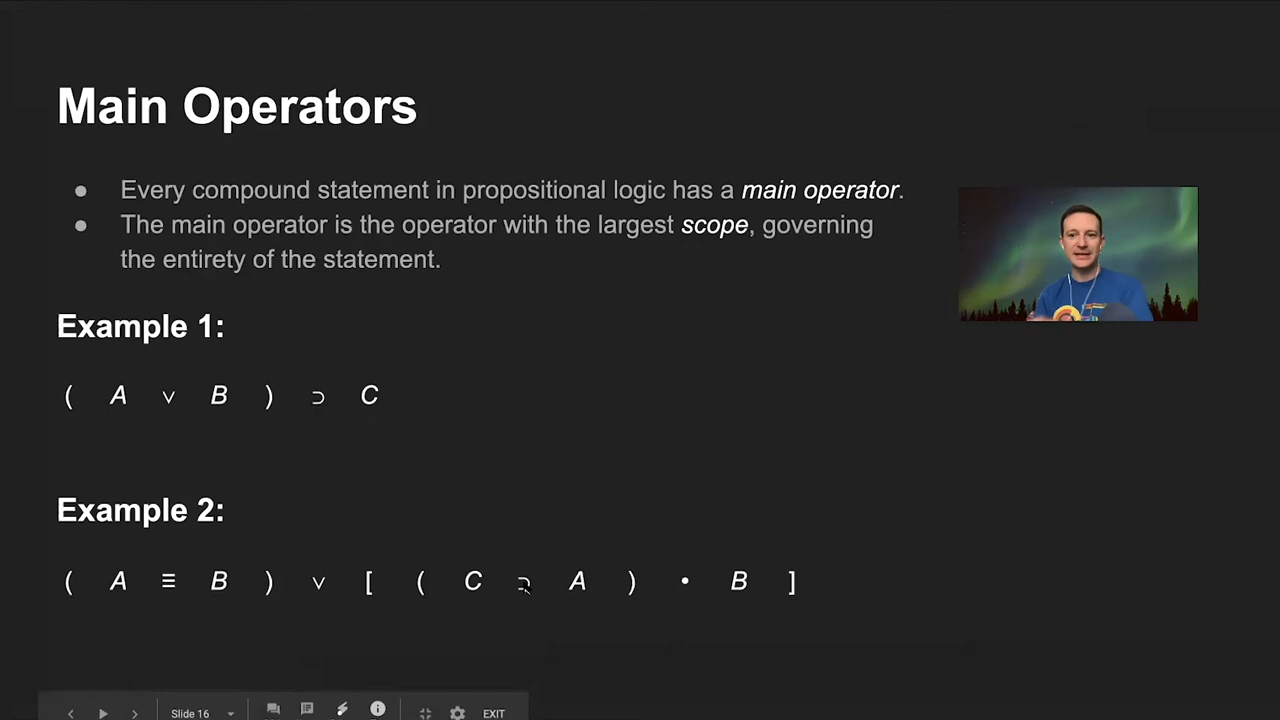 Main Operators
● Every compound statement in propositional logic has a main operator.
● The main operator is the operator with the largest scope, governing
the entirety of the statement.
Example 1:
( A ∨ B ) ⊃ C
Example 2:
( A ≡ B ) ∨ [ ( C ⊃ A ) • B ]
Slide 16
EXIT